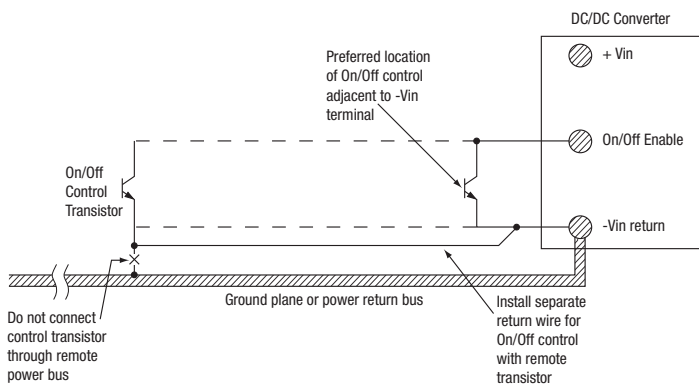 DC/DC Converter
+ Vin
Preferred location
of On/Off control
adjacent to -Vin
terminal
On/Off Enable
On/Off
Control
Transistor
-Vin return
Ground plane or power return bus
Do not connect
control transistor
through remote
power bus
Install separate
return wire for
On/Off control
with remote
transistor